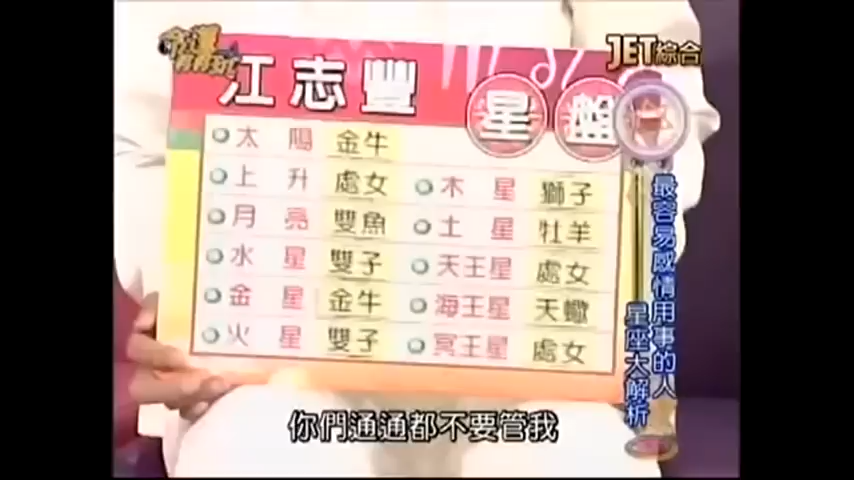 命運好好玩
JET綜合
江志豐 星盤
太陽 金牛
上升 處女
月亮 雙魚
水星 雙子
金星 金牛
火星 雙子
木星 獅子
土星 牡羊
天王星 處女
海王星 天蠍
冥王星 處女
最容易感情用事的人
星座大解析
你們通通都不要管我